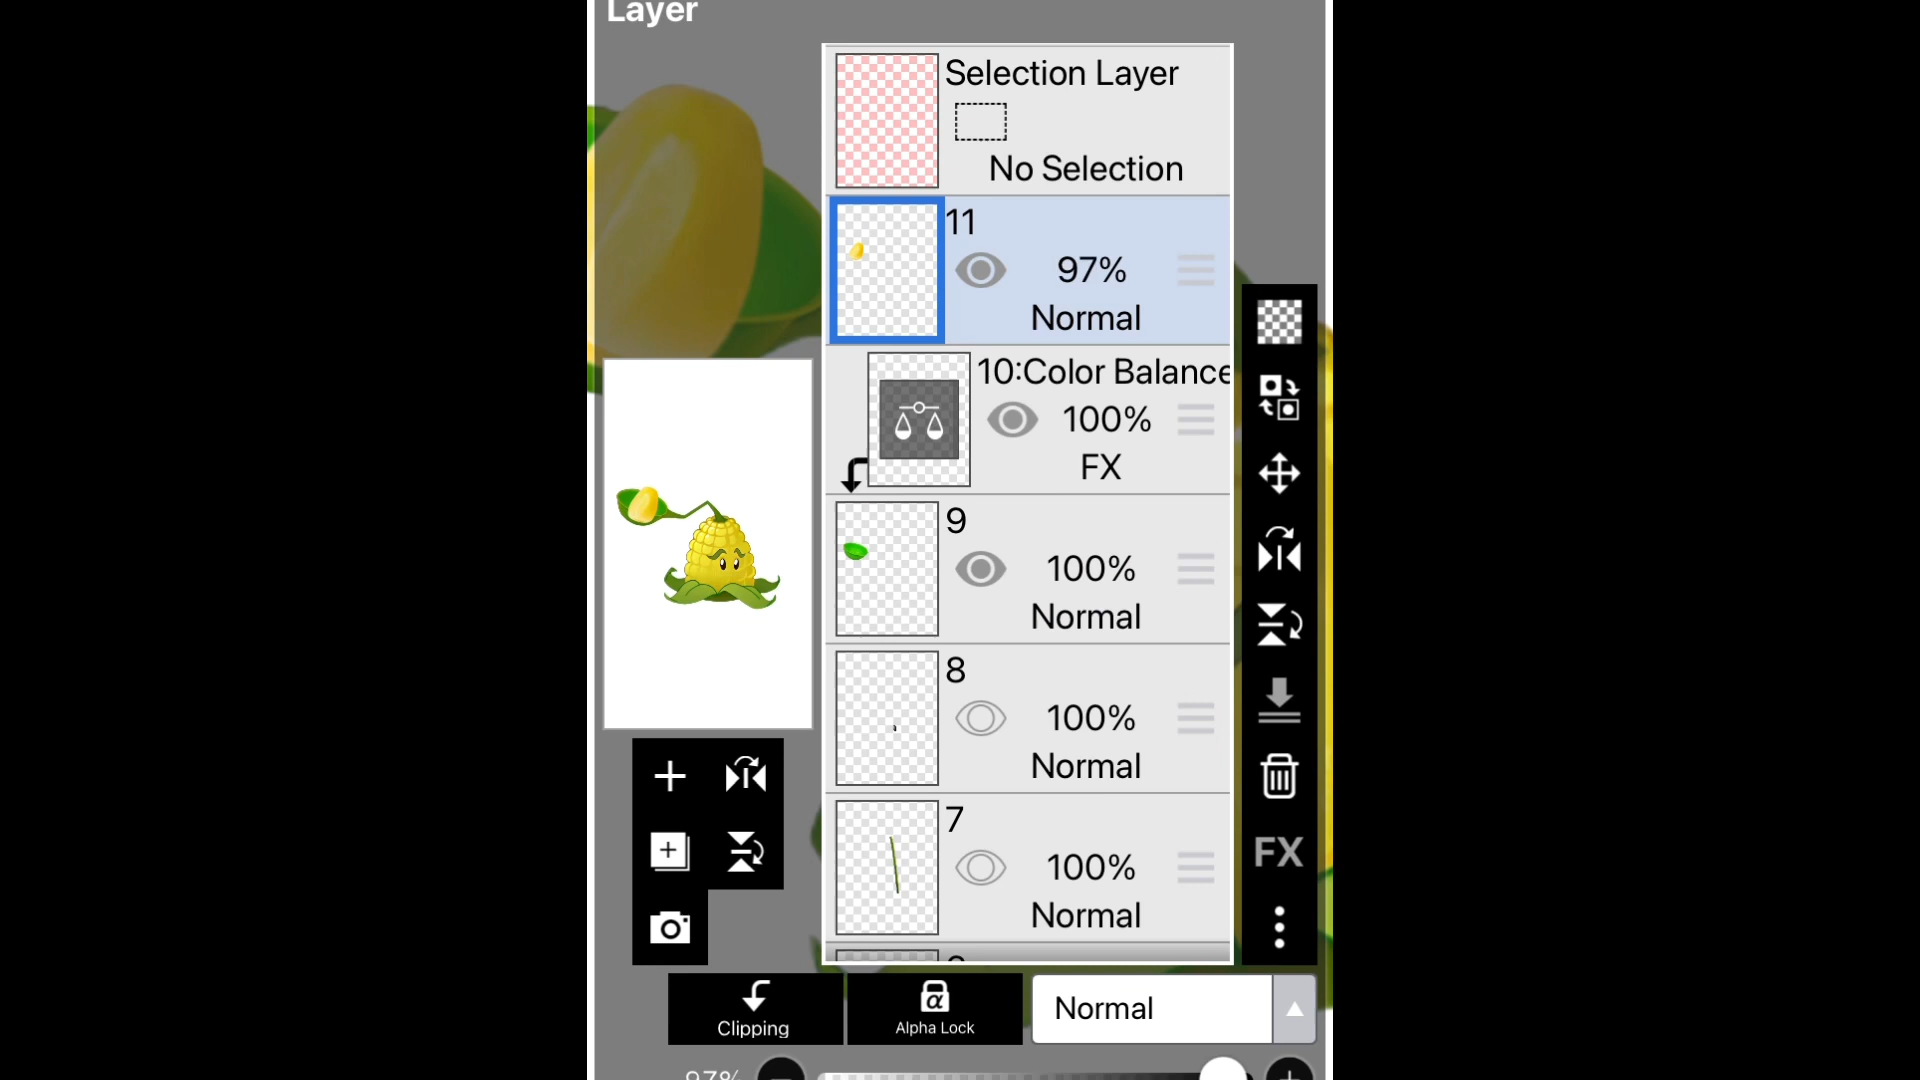 Layer
Selection Layer
No Selection
11
97%
Normal
10:Color Balance
100%
FX
9
100%
Normal
8
100%
Normal
7
100%
Normal
FX
Clipping
α
Alpha Lock
Normal
97%